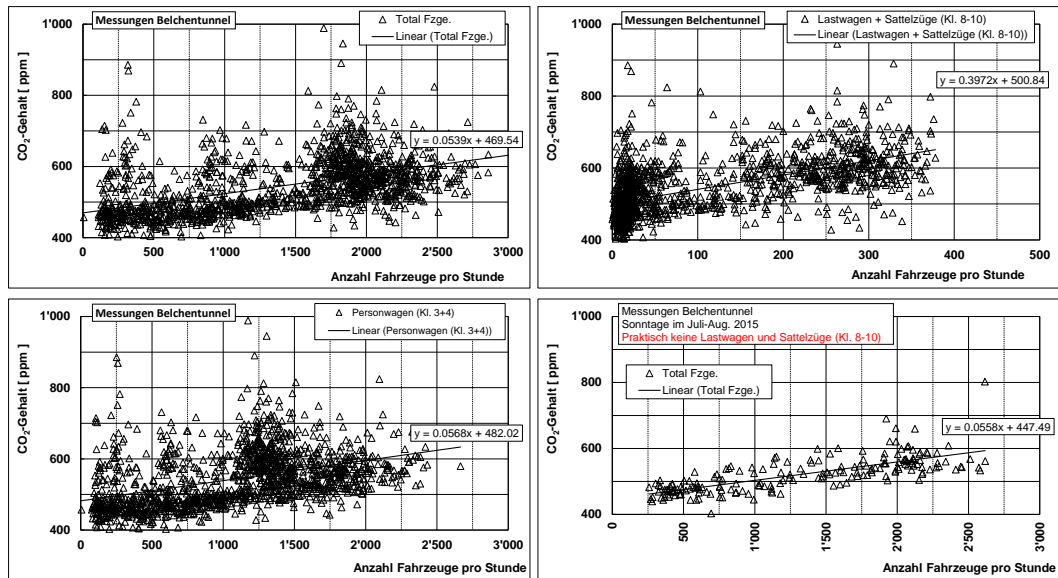 Messungen Belchentunnel
Total Fzge.
Linear (Total Fzge.)
y = 0.0539x + 469.54
CO₂-Gehalt [ ppm]
1'000
800
600
400
0 500 1'000 1'500 2'000 2'500 3'000
Anzahl Fahrzeuge pro Stunde
Messungen Belchentunnel
Lastwagen + Sattelzüge (Kl. 8-10)
Linear (Lastwagen + Sattelzüge (Kl. 8-10))
y = 0.3972x + 500.84
CO₂-Gehalt [ ppm]
1'000
800
600
400
0 100 200 300 400 500
Anzahl Fahrzeuge pro Stunde
Messungen Belchentunnel
Personwagen (Kl. 3+4)
Linear (Personwagen (Kl. 3+4))
y = 0.0568x + 482.02
CO₂-Gehalt [ ppm]
1'000
800
600
400
0 500 1'000 1'500 2'000 2'500 3'000
Anzahl Fahrzeuge pro Stunde
Messungen Belchentunnel
Sonntage im Juli-Aug. 2015
Praktisch keine Lastwagen und Sattelzüge (Kl. 8-10)
Total Fzge.
Linear (Total Fzge.)
y = 0.0558x + 447.49
CO₂-Gehalt [ ppm]
1'000
800
600
400
0 500 1'000 1'500 2'000 2'500 3'000
Anzahl Fahrzeuge pro Stunde